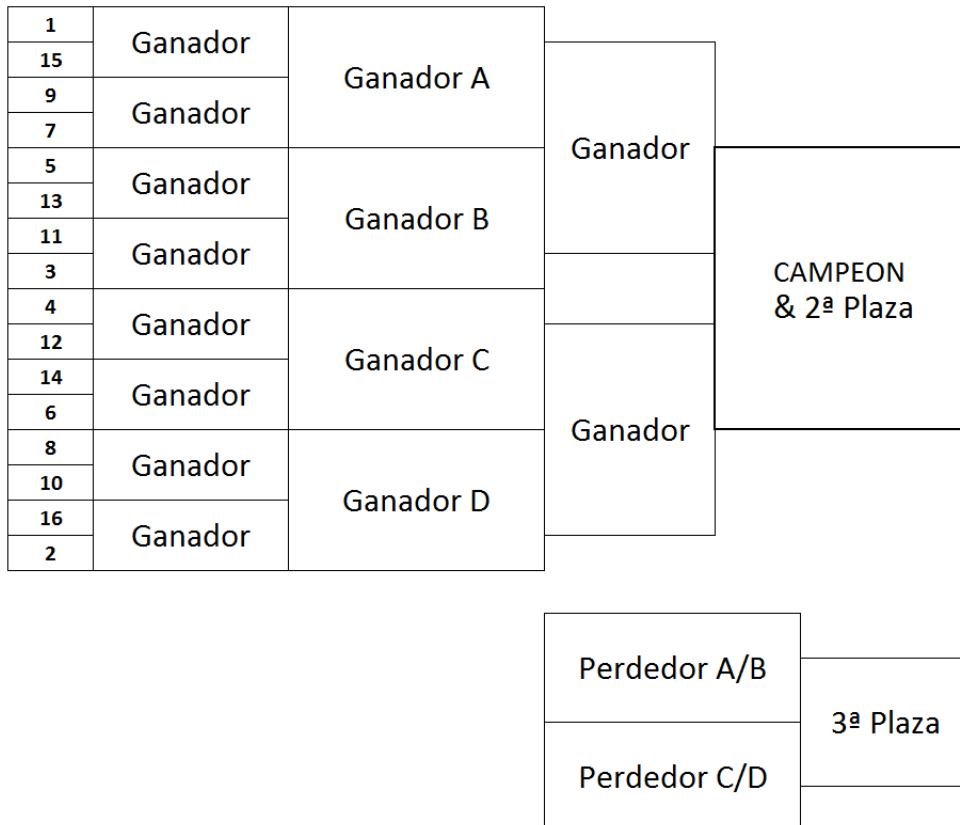 1
15
9
7
5
13
11
3
4
12
14
6
8
10
16
2
Ganador
Ganador
Ganador
Ganador
Ganador
Ganador
Ganador
Ganador
Ganador A
Ganador B
Ganador C
Ganador D
Ganador
Ganador
CAMPEON
& 2ª Plaza
Perdedor A/B
Perdedor C/D
3ª Plaza